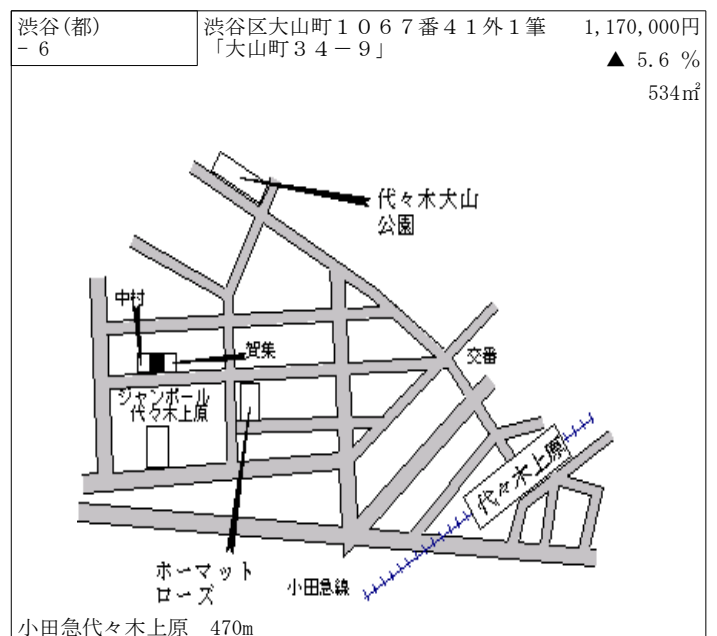 渋谷(都)
- 6
渋谷区大山町１０６７番４１外１筆
「大山町３４－９」
1,170,000円
▲ 5.6 %
534㎡
代々木大山
公園
中村
賀集
交番
ジャンボール
代々木上原
代々木上原
ホーマット
ローズ
小田急線
小田急代々木上原　470m